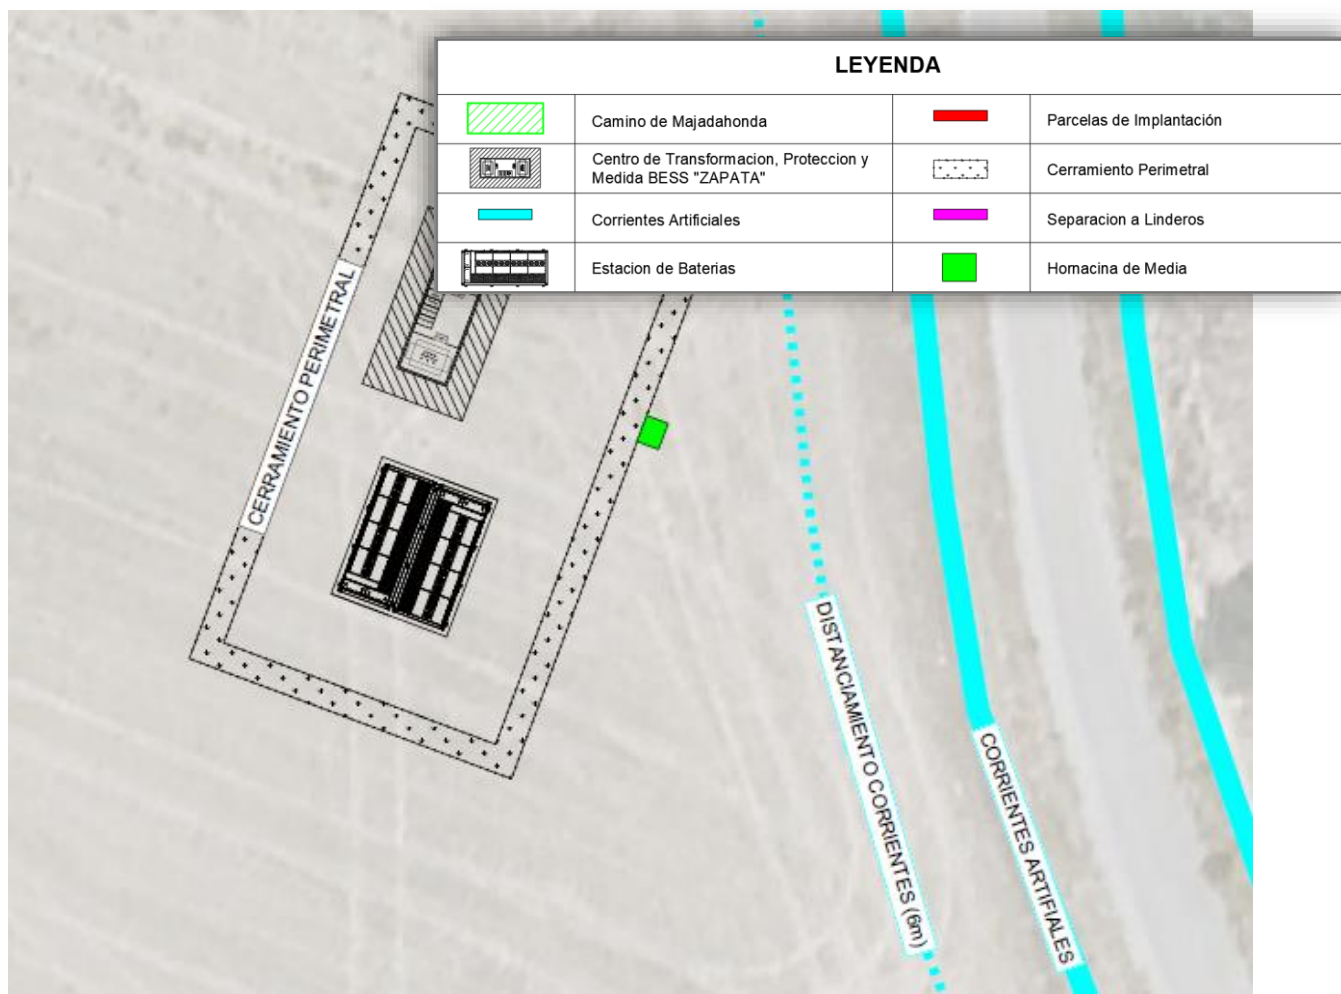 LEYENDA
Camino de Majadahonda
Parcelas de Implantación
Centro de Transformacion, Proteccion y
Medida BESS "ZAPATA"
Cerramiento Perimetral
Corrientes Artificiales
Separacion a Linderos
Estacion de Baterias
Hornacina de Media
CERRAMIENTO PERIMETRAL
DISTANCIAMIENTO CORRIENTES (6m)
CORRIENTES ARTIFIALES